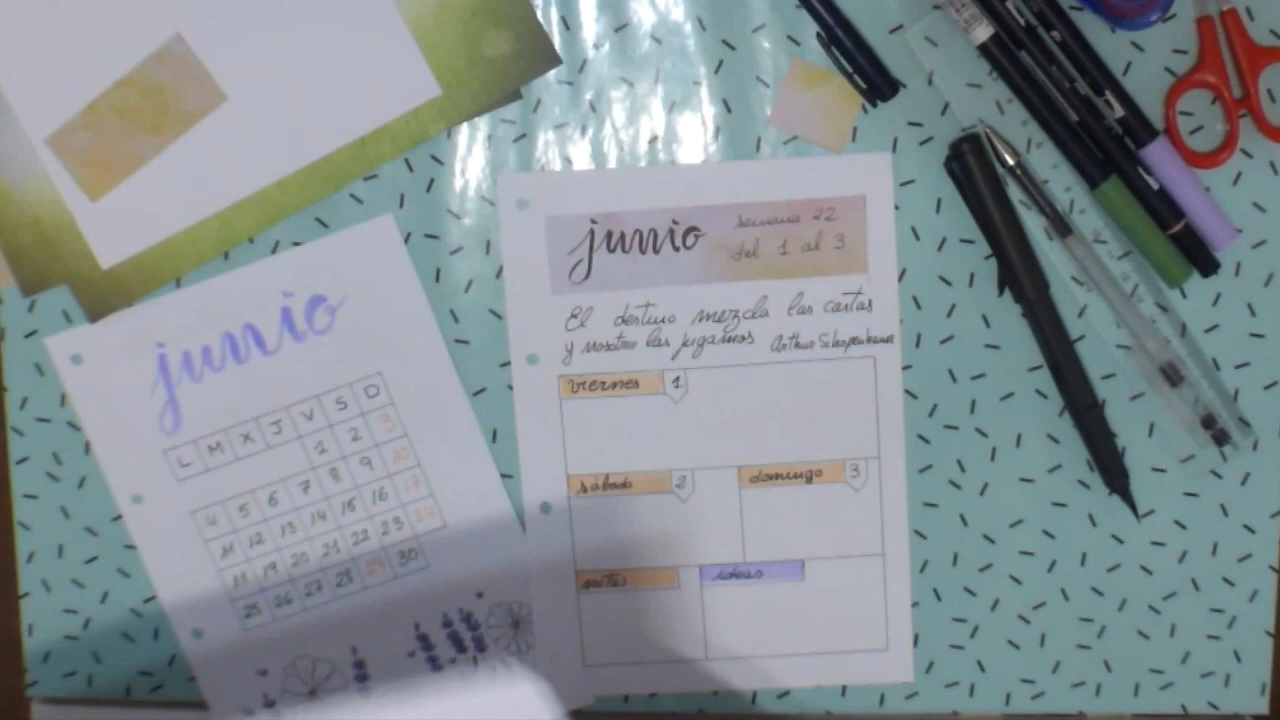 junio
L M X J V S D
1 2 3
4 5 6 7 8 9 10
11 12 13 14 15 16 17
18 19 20 21 22 23 24
25 26 27 28 29 30
junio
semana 22
del 1 al 3
El destino mezcla las cartas
y nosotros las jugamos Arthur Schopenhauer
viernes 1
sábado 2
domingo 3
notas
ideas